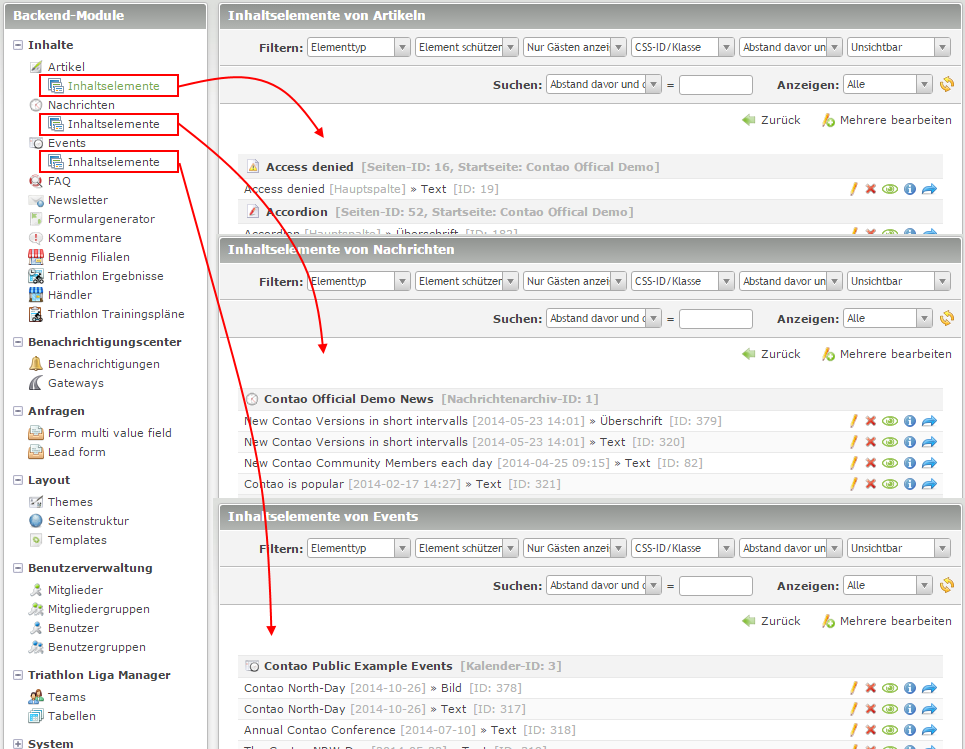 Backend-Module
Inhalte
Artikel
Inhaltselemente
Nachrichten
Inhaltselemente
Events
Inhaltselemente
FAQ
Newsletter
Formulargenerator
Kommentare
Bennig Filialen
Triathlon Ergebnisse
Händler
Triathlon Trainingspläne
Benachrichtigungscenter
Benachrichtigungen
Gateways
Anfragen
Form multi value field
Lead form
Layout
Themes
Seitenstruktur
Templates
Benutzerverwaltung
Mitglieder
Mitgliedergruppen
Benutzer
Benutzergruppen
Triathlon Liga Manager
Teams
Tabellen
System
Inhaltselemente von Artikeln
Filtern: Elementtyp Element schützen Nur Gästen anzei CSS-ID/Klasse Abstand davor un Unsichtbar
Suchen: Abstand davor und d = Anzeigen: Alle
Zurück Mehrere bearbeiten
Access denied [Seiten-ID: 16, Startseite: Contao Offical Demo]
Access denied [Hauptspalte] » Text [ID: 19]
Accordion [Seiten-ID: 52, Startseite: Contao Offical Demo]
Accordion [Hauptspalte] » Überschrift [ID: 182]
Inhaltselemente von Nachrichten
Filtern: Elementtyp Element schützen Nur Gästen anzei CSS-ID/Klasse Abstand davor un Unsichtbar
Suchen: Abstand davor und d = Anzeigen: Alle
Zurück Mehrere bearbeiten
Contao Official Demo News [Nachrichtenarchiv-ID: 1]
New Contao Versions in short intervalls [2014-05-23 14:01] » Überschrift [ID: 379]
New Contao Versions in short intervalls [2014-05-23 14:01] » Text [ID: 320]
New Contao Community Members each day [2014-04-25 09:15] » Text [ID: 82]
Contao is popular [2014-02-17 14:27] » Text [ID: 321]
Inhaltselemente von Events
Filtern: Elementtyp Element schützen Nur Gästen anzei CSS-ID/Klasse Abstand davor un Unsichtbar
Suchen: Abstand davor und d = Anzeigen: Alle
Zurück Mehrere bearbeiten
Contao Public Example Events [Kalender-ID: 3]
Contao North-Day [2014-10-26] » Bild [ID: 378]
Contao North-Day [2014-10-26] » Text [ID: 317]
Annual Contao Conference [2014-07-10] » Text [ID: 318]